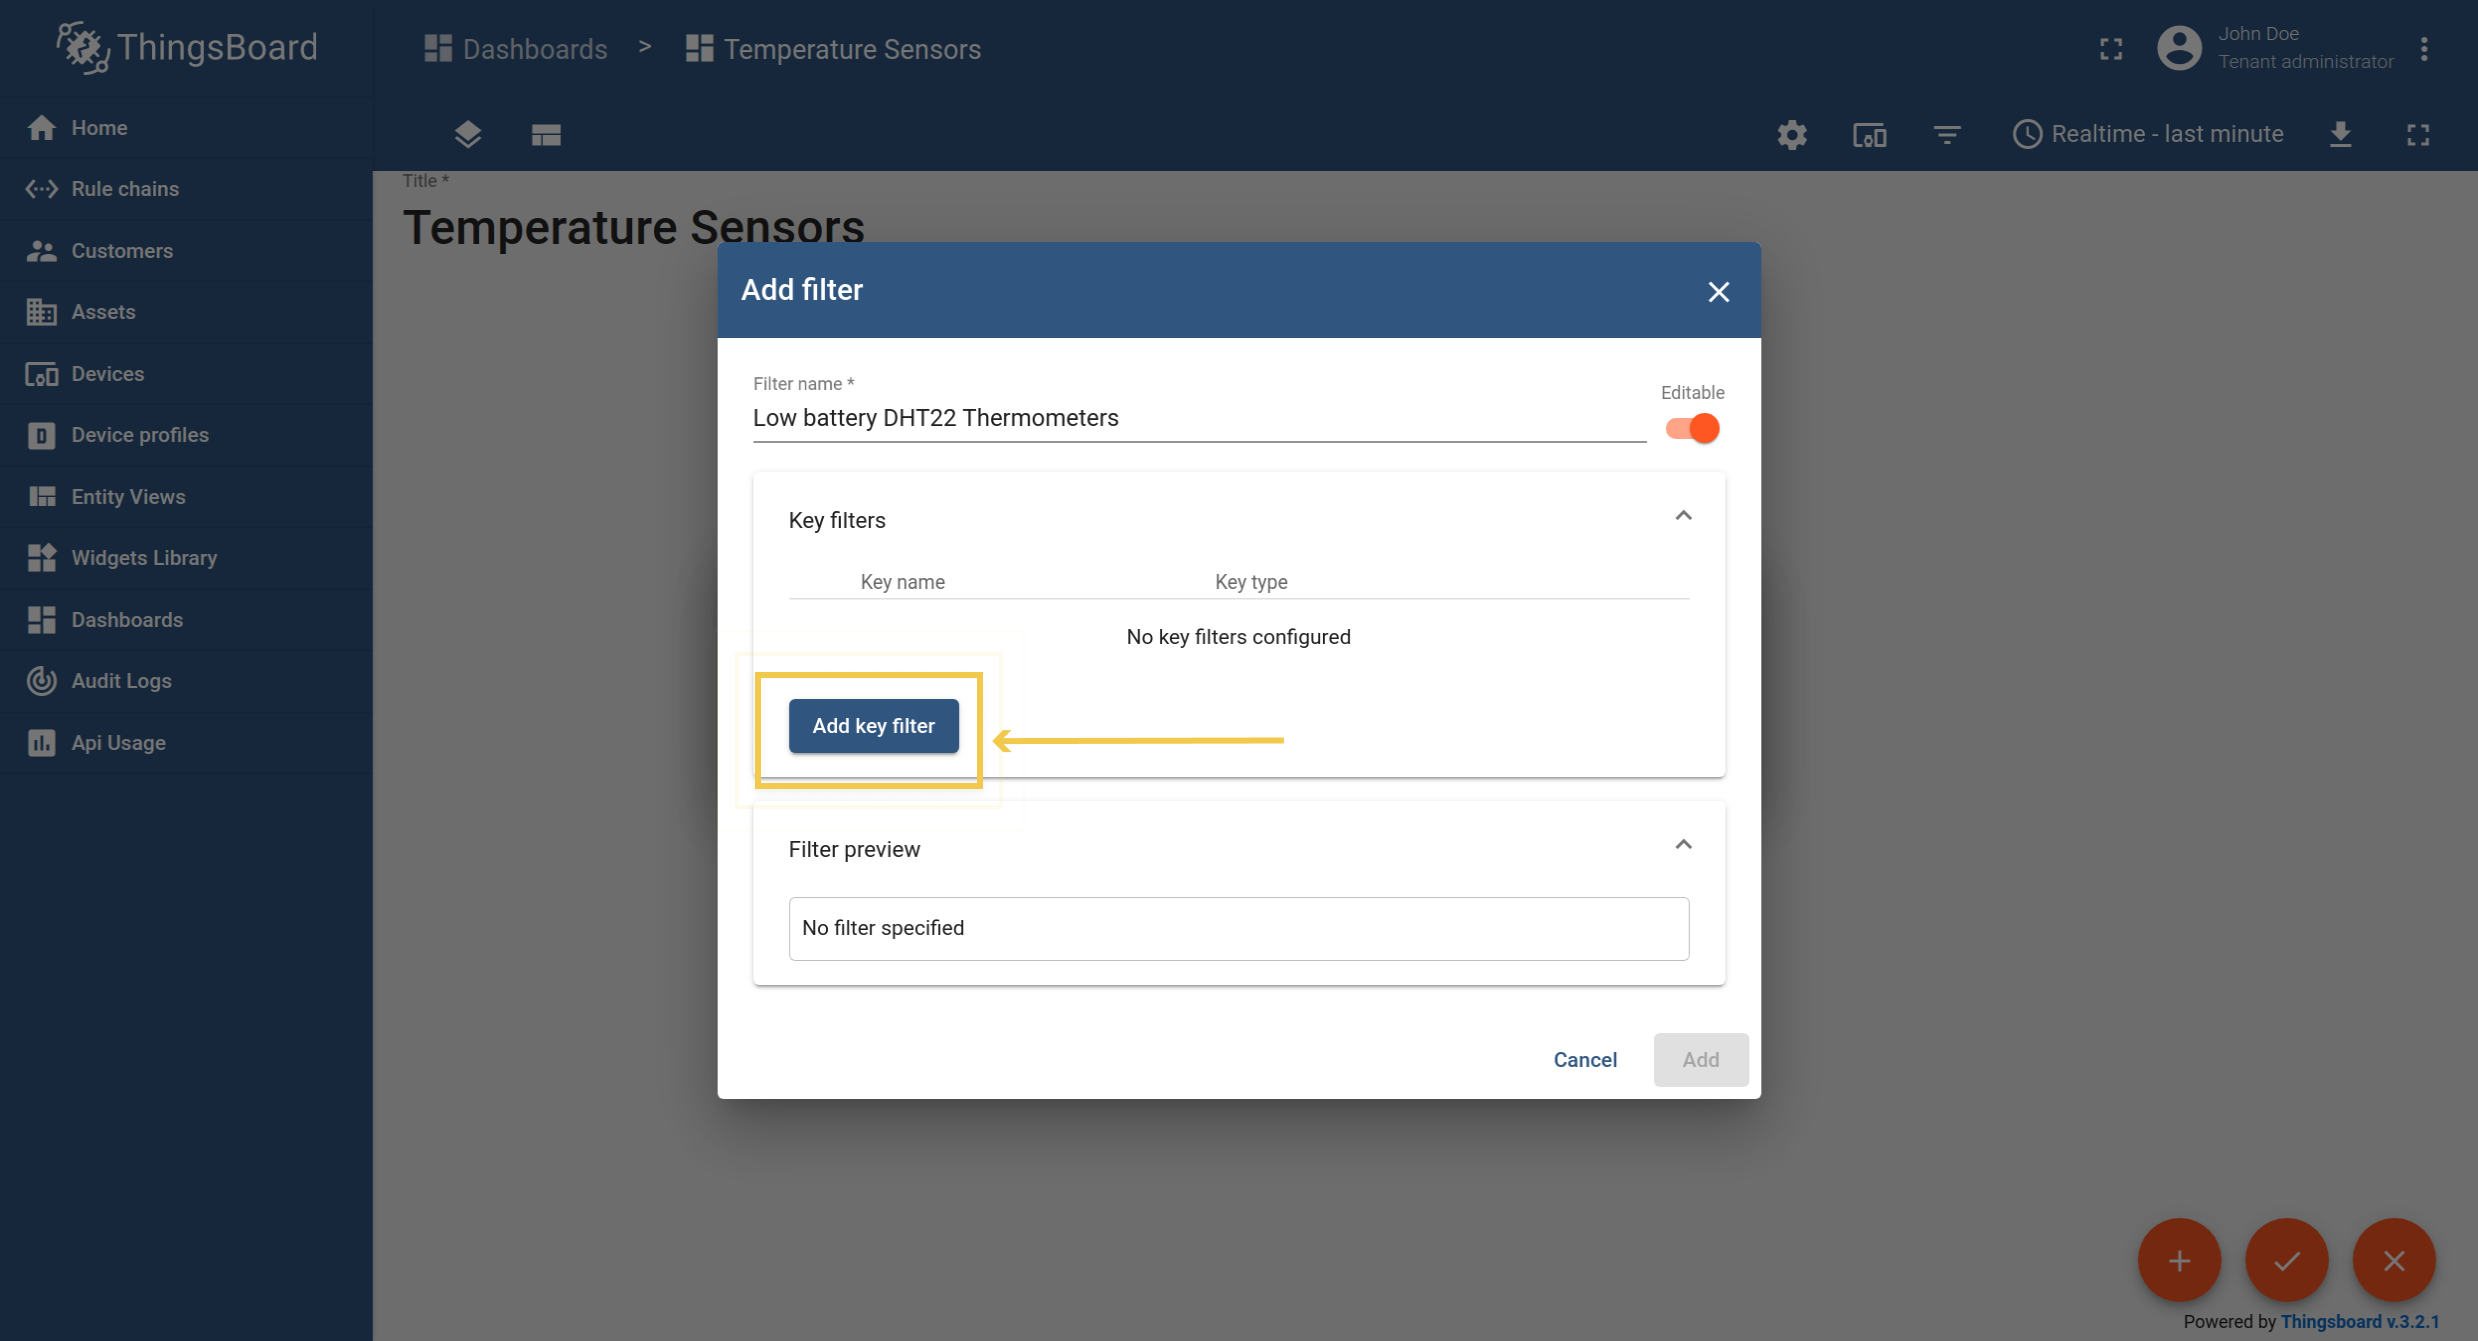 ThingsBoard
Dashboards > Temperature Sensors
John Doe
Tenant administrator
Home
Rule chains
Customers
Assets
Devices
Device profiles
Entity Views
Widgets Library
Dashboards
Audit Logs
Api Usage
Realtime - last minute
Title *
Temperature Sensors
Add filter
Filter name *
Low battery DHT22 Thermometers
Editable
Key filters
Key name Key type
No key filters configured
Add key filter
Filter preview
No filter specified
Cancel Add
Powered by Thingsboard v.3.2.1